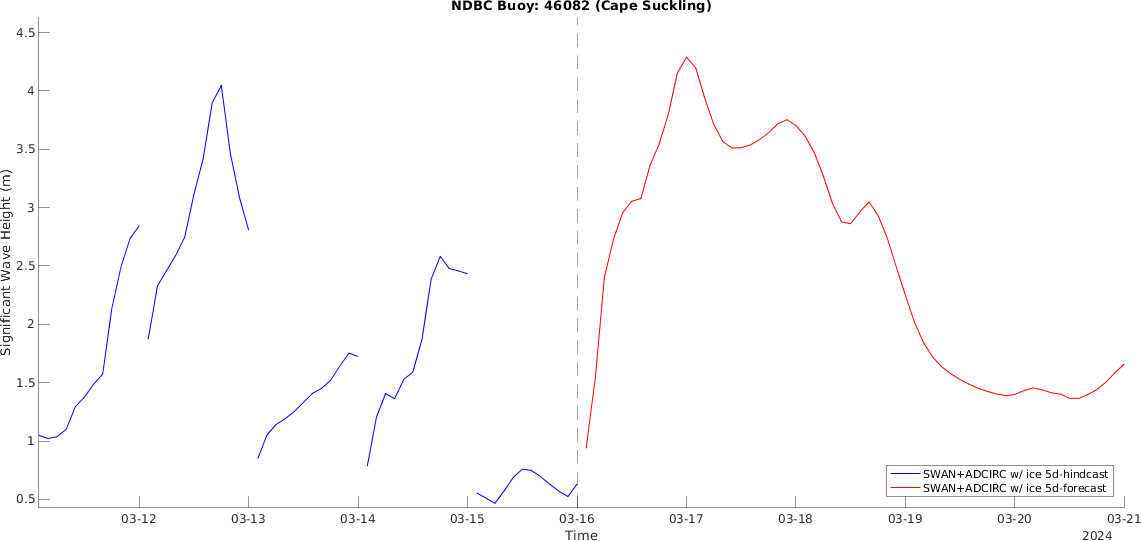 NDBC Buoy: 46082 (Cape Suckling)
4.5
4
3.5
3
2.5
2
1.5
1
0.5
Significant Wave Height (m)
SWAN+ADCIRC w/ ice 5d-hindcast
SWAN+ADCIRC w/ ice 5d-forecast
03-12 03-13 03-14 03-15 03-16 03-17 03-18 03-19 03-20 03-21
Time
2024